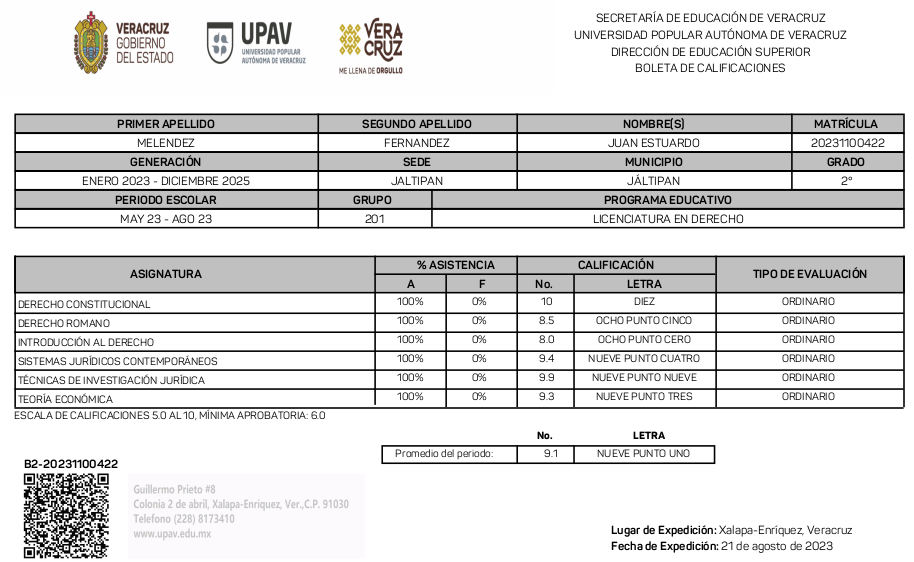 VERACRUZ
GOBIERNO
DEL ESTADO
UPAV
UNIVERSIDAD POPULAR
AUTÓNOMA DE VERACRUZ
VERA
CRUZ
ME LLENA DE ORGULLO
SECRETARÍA DE EDUCACIÓN DE VERACRUZ
UNIVERSIDAD POPULAR AUTÓNOMA DE VERACRUZ
DIRECCIÓN DE EDUCACIÓN SUPERIOR
BOLETA DE CALIFICACIONES
PRIMER APELLIDO SEGUNDO APELLIDO NOMBRE(S) MATRÍCULA
MELENDEZ FERNANDEZ JUAN ESTUARDO 20231100422
GENERACIÓN SEDE MUNICIPIO GRADO
ENERO 2023 - DICIEMBRE 2025 JALTIPAN JÁLTIPAN 2°
PERIODO ESCOLAR GRUPO PROGRAMA EDUCATIVO
MAY 23 - AGO 23 201 LICENCIATURA EN DERECHO
ASIGNATURA % ASISTENCIA CALIFICACIÓN TIPO DE EVALUACIÓN
A F No. LETRA
DERECHO CONSTITUCIONAL 100% 0% 10 DIEZ ORDINARIO
DERECHO ROMANO 100% 0% 8.5 OCHO PUNTO CINCO ORDINARIO
INTRODUCCIÓN AL DERECHO 100% 0% 8.0 OCHO PUNTO CERO ORDINARIO
SISTEMAS JURÍDICOS CONTEMPORÁNEOS 100% 0% 9.4 NUEVE PUNTO CUATRO ORDINARIO
TÉCNICAS DE INVESTIGACIÓN JURÍDICA 100% 0% 9.9 NUEVE PUNTO NUEVE ORDINARIO
TEORÍA ECONÓMICA 100% 0% 9.3 NUEVE PUNTO TRES ORDINARIO
ESCALA DE CALIFICACIONES 5.0 AL 10, MÍNIMA APROBATORIA: 6.0
No. LETRA
Promedio del periodo: 9.1 NUEVE PUNTO UNO
B2-20231100422
Guillermo Prieto #8
Colonia 2 de abril, Xalapa-Enriquez, Ver.,C.P. 91030
Telefono (228) 8173410
www.upav.edu.mx
Lugar de Expedición: Xalapa-Enríquez, Veracruz
Fecha de Expedición: 21 de agosto de 2023